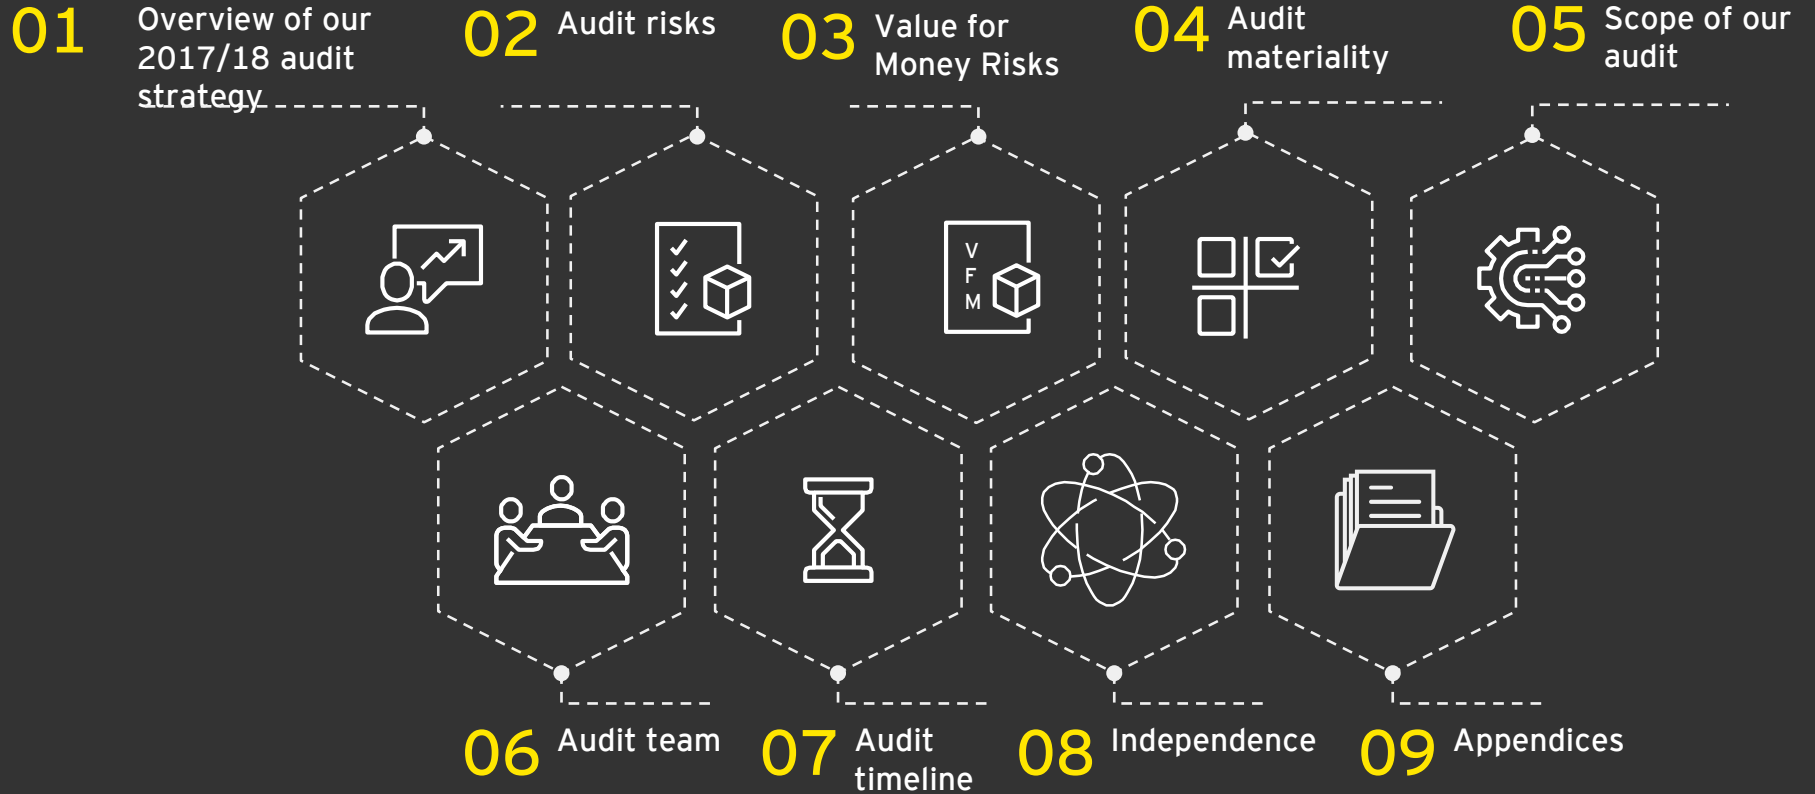 01 Overview of our
2017/18 audit
strategy
02 Audit risks
03 Value for
Money Risks
04 Audit
materiality
05 Scope of our
audit
V
F
M
06 Audit team
07 Audit
timeline
08 Independence
09 Appendices